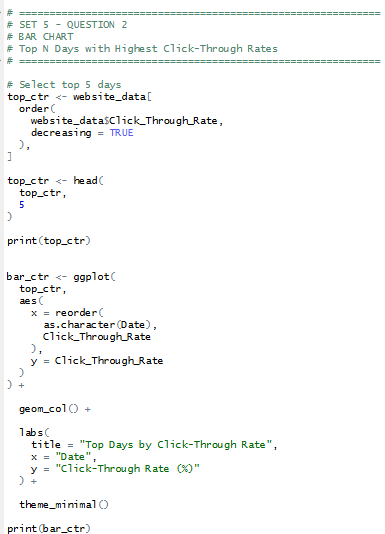 # ============================================================
# SET 5 - QUESTION 2
# BAR CHART
# Top N Days with Highest Click-Through Rates
# ============================================================
# Select top 5 days
top_ctr <- website_data[
order(
website_data$Click_Through_Rate,
decreasing = TRUE
),
]
top_ctr <- head(
top_ctr,
5
)
print(top_ctr)
bar_ctr <- ggplot(
top_ctr,
aes(
x = reorder(
as.character(Date),
Click_Through_Rate
),
y = Click_Through_Rate
)
) +
geom_col() +
labs(
title = "Top Days by Click-Through Rate",
x = "Date",
y = "Click-Through Rate (%)"
) +
theme_minimal()
print(bar_ctr)